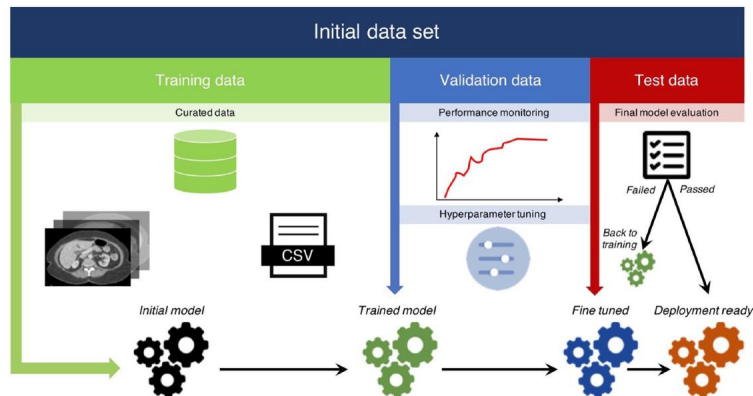 Initial data set
Training data
Validation data
Test data
Curated data
Performance monitoring
Final model evaluation
Failed
Passed
Hyperparameter tuning
Back to
training
CSV
Initial model
Trained model
Fine tuned
Deployment ready